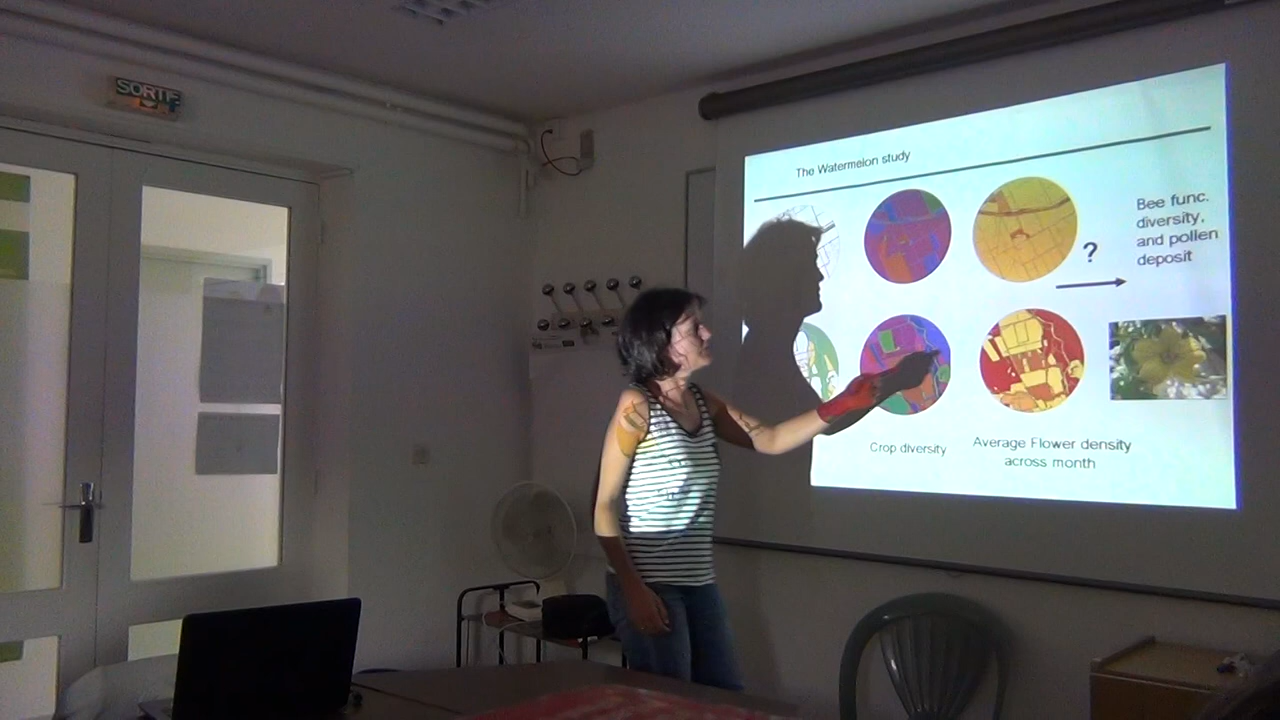 SORTIE
The Watermelon study
Bee func.
diversity,
and pollen
deposit
?
Crop diversity
Average Flower density
across month